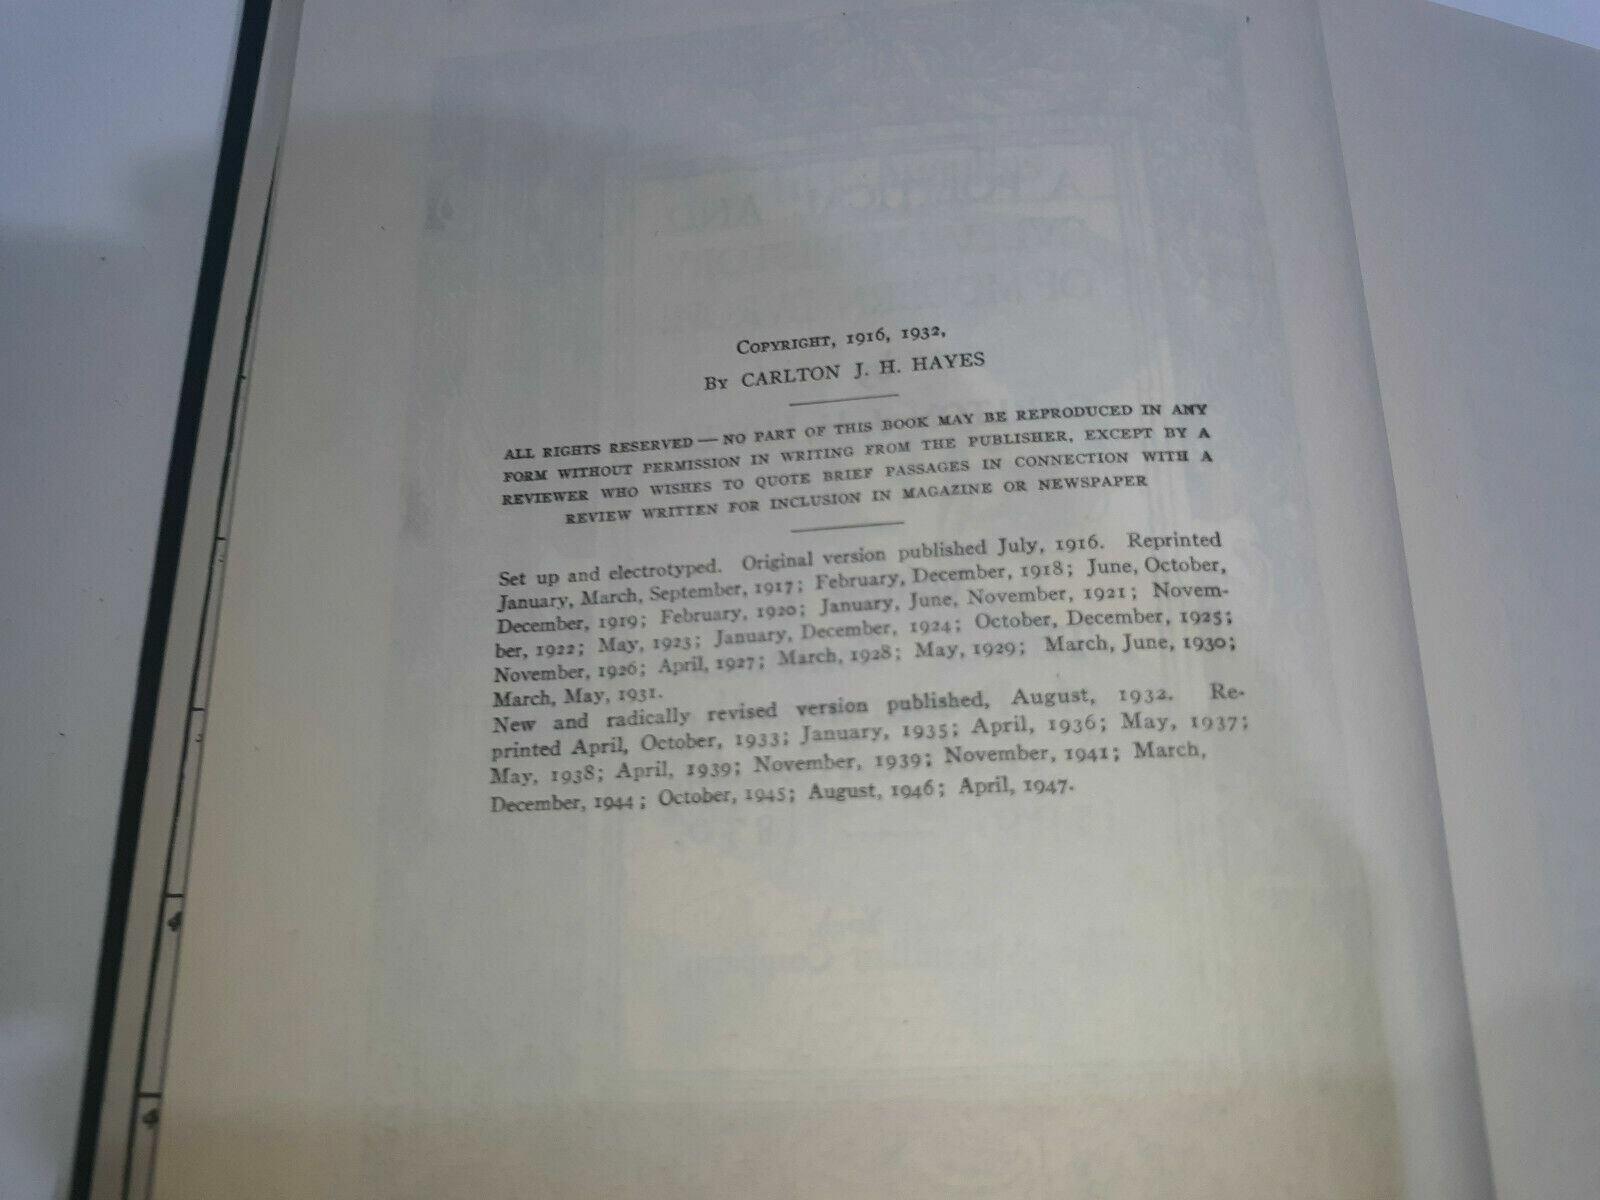 COPYRIGHT, 1916, 1932,
BY CARLTON J. H. HAYES
ALL RIGHTS RESERVED — NO PART OF THIS BOOK MAY BE REPRODUCED IN ANY
FORM WITHOUT PERMISSION IN WRITING FROM THE PUBLISHER, EXCEPT BY A
REVIEWER WHO WISHES TO QUOTE BRIEF PASSAGES IN CONNECTION WITH A
REVIEW WRITTEN FOR INCLUSION IN MAGAZINE OR NEWSPAPER
Set up and electrotyped. Original version published July, 1916. Reprinted
January, March, September, 1917; February, December, 1918; June, October,
December, 1919; February, 1920; January, June, November, 1921; Novem-
ber, 1922; May, 1923; January, December, 1924; October, December, 1925;
November, 1926; April, 1927; March, 1928; May, 1929; March, June, 1930;
March, May, 1931.
New and radically revised version published, August, 1932. Re-
printed April, October, 1933; January, 1935; April, 1936; May, 1937;
May, 1938; April, 1939; November, 1939; November, 1941; March,
December, 1944; October, 1945; August, 1946; April, 1947.
4
4